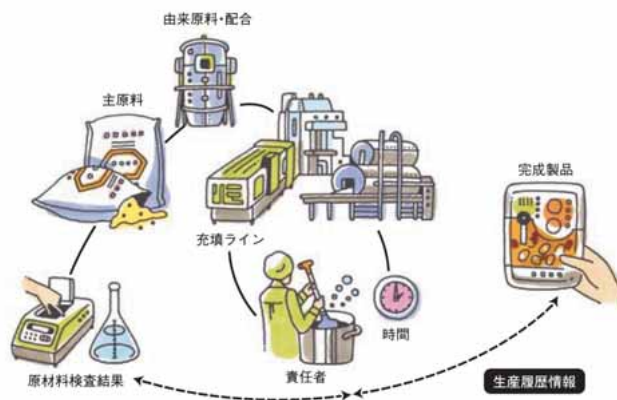 由来原料・配合
主原料
完成製品
充填ライン
時間
原材料検査結果
責任者
生産履歴情報